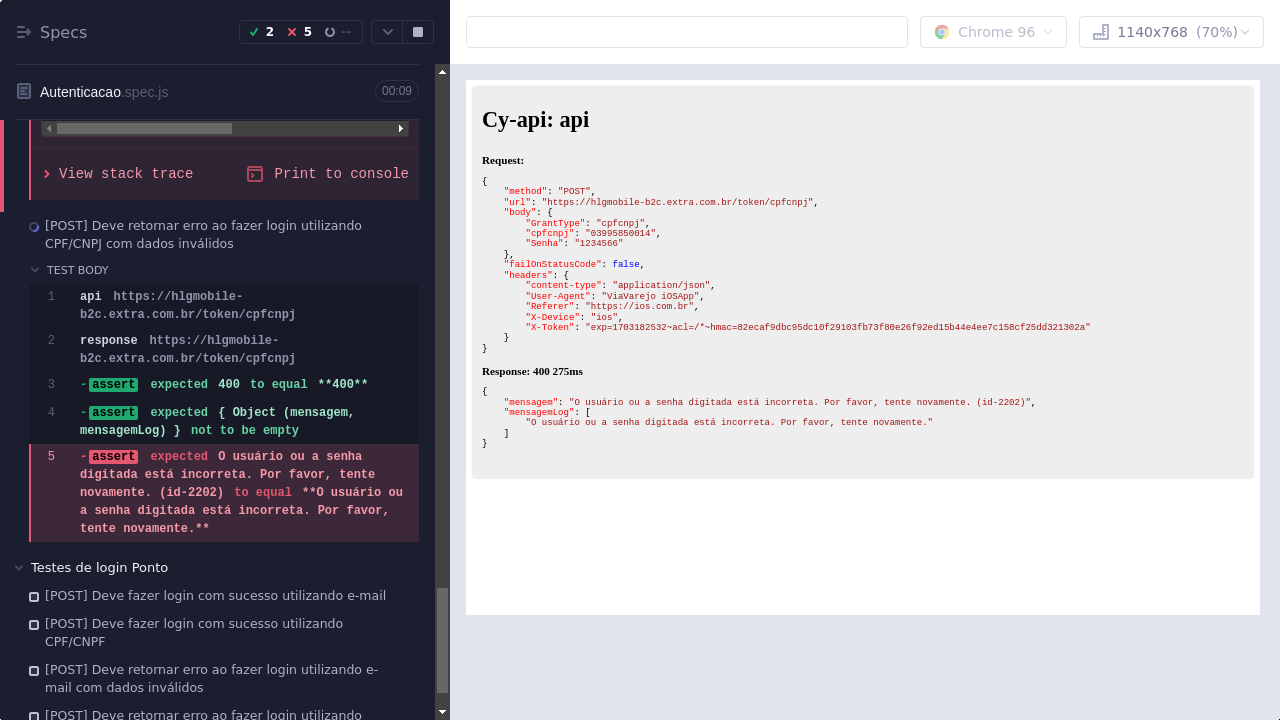 Specs
2
5
--
Chrome 96
1140x768 (70%)
Autenticacao.spec.js
00:09
View stack trace
Print to console
[POST] Deve retornar erro ao fazer login utilizando
CPF/CNPJ com dados inválidos
TEST BODY
1 api https://hlgmobile-
b2c.extra.com.br/token/cpfcnpj
2 response https://hlgmobile-
b2c.extra.com.br/token/cpfcnpj
3 -assert expected 400 to equal **400**
4 -assert expected { Object (mensagem,
mensagemLog) } not to be empty
5 -assert expected O usuário ou a senha
digitada está incorreta. Por favor, tente
novamente. (id-2202) to equal **O usuário ou
a senha digitada está incorreta. Por favor,
tente novamente.**
Testes de login Ponto
[POST] Deve fazer login com sucesso utilizando e-mail
[POST] Deve fazer login com sucesso utilizando
CPF/CNPF
[POST] Deve retornar erro ao fazer login utilizando e-
mail com dados inválidos
[POST] Deve retornar erro ao fazer login utilizando
Cy-api: api
Request:
{
"method": "POST",
"url": "https://hlgmobile-b2c.extra.com.br/token/cpfcnpj",
"body": {
"GrantType": "cpfcnpj",
"cpfcnpj": "03995850014",
"Senha": "1234566"
},
"failOnStatusCode": false,
"headers": {
"content-type": "application/json",
"User-Agent": "ViaVarejo iOSApp",
"Referer": "https://ios.com.br",
"X-Device": "ios",
"X-Token": "exp=1703182532~acl=/*~hmac=82ecaf9dbc95dc10f29103fb73f80e26f92ed15b44e4ee7c158cf25dd321302a"
}
}
Response: 400 275ms
{
"mensagem": "O usuário ou a senha digitada está incorreta. Por favor, tente novamente. (id-2202)",
"mensagemLog": [
"O usuário ou a senha digitada está incorreta. Por favor, tente novamente."
]
}